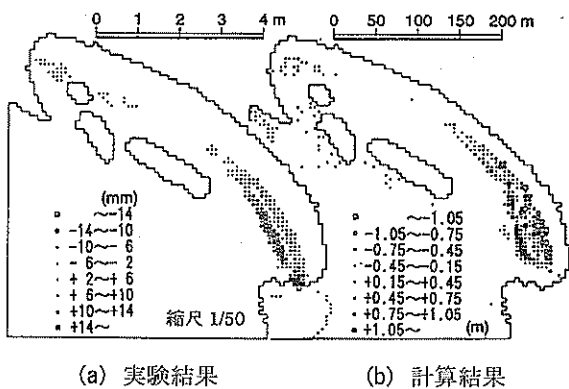 0 1 2 4 m
0 50 100 150 200 m
(mm)
~-14
-14~-10
-10~- 6
- 6~- 2
+ 2~+ 6
+ 6~+10
+10~+14
+14~
縮尺 1/50
~-1.05
-1.05~-0.75
-0.75~-0.45
-0.45~-0.15
+0.15~+0.45
+0.45~+0.75
+0.75~+1.05
+1.05~ (m)
(a) 実験結果
(b) 計算結果